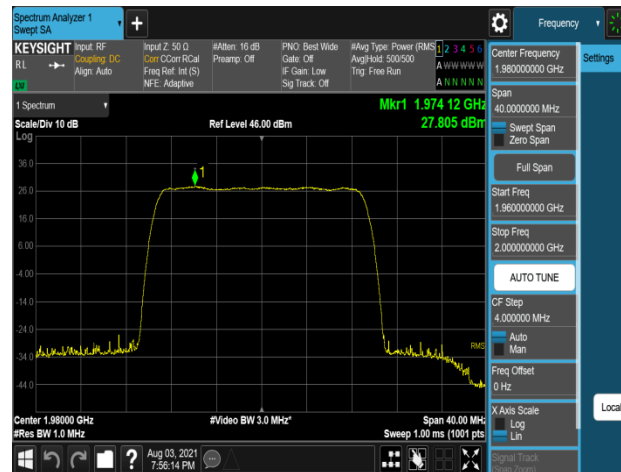 Spectrum Analyzer 1
Swept SA
+
Frequency
KEYSIGHT
RL
Input: RF
Coupling: DC
Align: Auto
Input Z: 50 Ω
Corr CCorr RCal
Freq Ref: Int (S)
NFE: Adaptive
#Atten: 16 dB
Preamp: Off
PNO: Best Wide
Gate: Off
IF Gain: Low
Sig Track: Off
#Avg Type: Power (RMS
Avg|Hold: 500/500
Trig: Free Run
1 2 3 4 5 6
A W W W W W
A N N N N N
1 Spectrum
Scale/Div 10 dB
Log
Ref Level 46.00 dBm
Mkr1 1.974 12 GHz
27.805 dBm
36.0
26.0
16.0
6.00
-4.00
-14.0
-24.0
-34.0
-44.0
1
RMS
Center 1.98000 GHz
#Res BW 1.0 MHz
#Video BW 3.0 MHz*
Span 40.00 MHz
Sweep 1.00 ms (1001 pts
Aug 03, 2021
7:56:14 PM
?
Center Frequency
1.980000000 GHz
Span
40.0000000 MHz
Swept Span
Zero Span
Full Span
Start Freq
1.960000000 GHz
Stop Freq
2.000000000 GHz
AUTO TUNE
CF Step
4.000000 MHz
Auto
Man
Freq Offset
0 Hz
X Axis Scale
Log
Lin
Signal Track
(Span Zoom)
Settings
Local